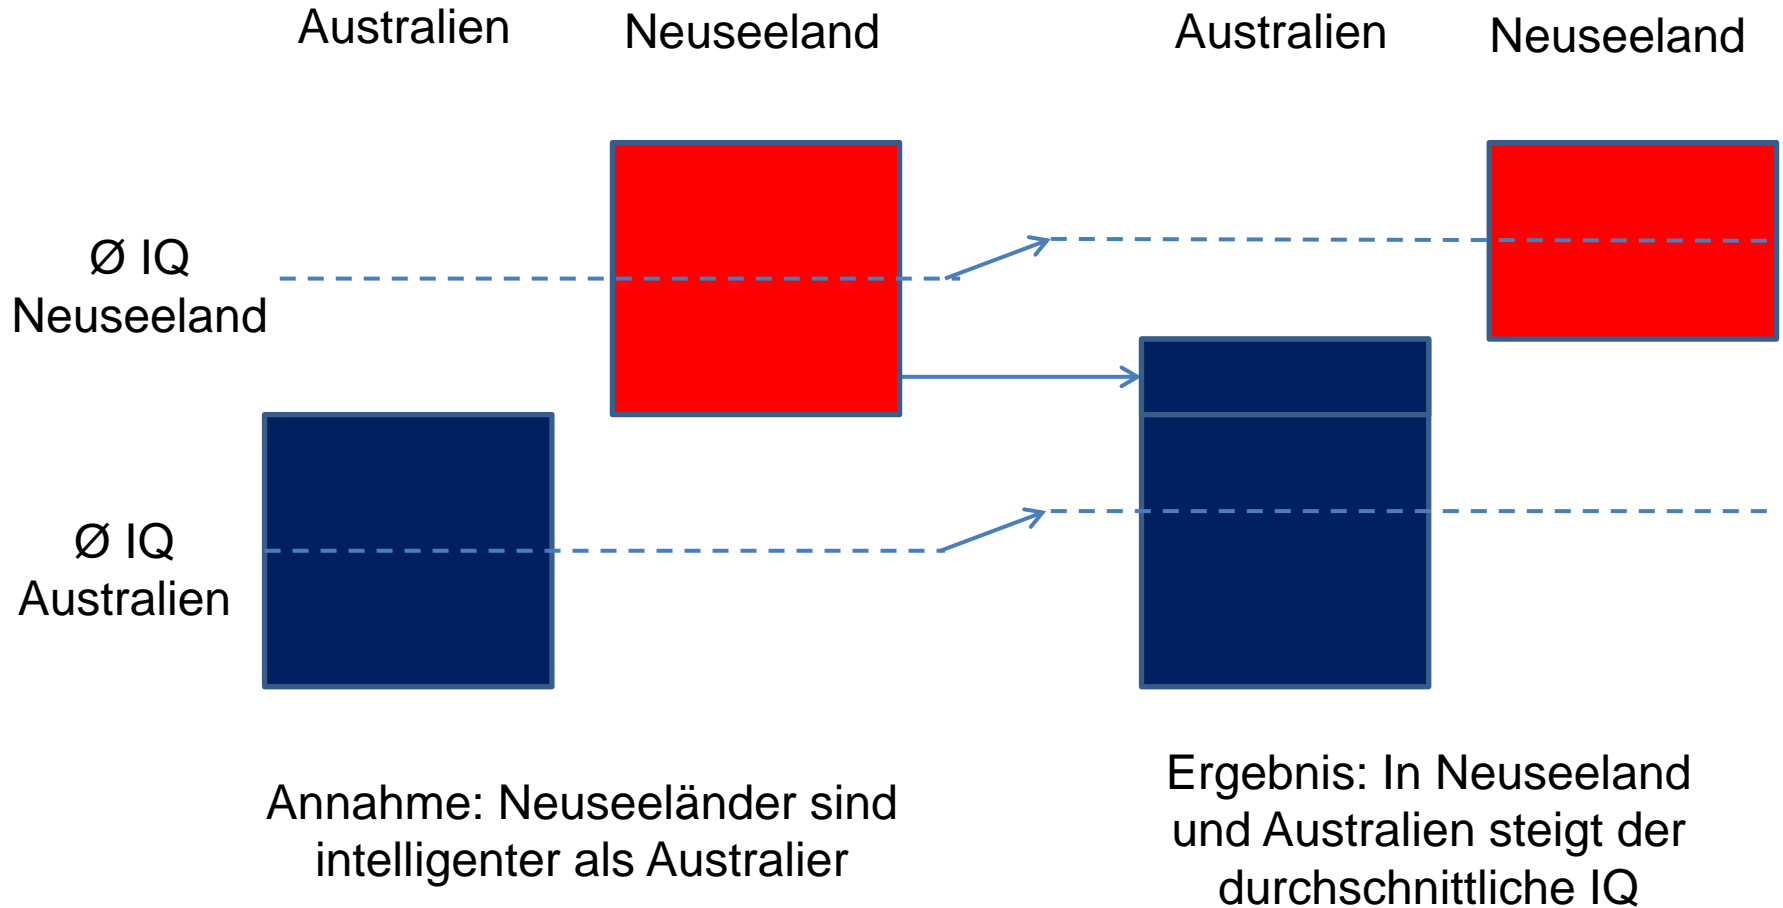 Australien
Neuseeland
Australien
Neuseeland
Ø IQ
Neuseeland
Ø IQ
Australien
Annahme: Neuseeländer sind
intelligenter als Australier
Ergebnis: In Neuseeland
und Australien steigt der
durchschnittliche IQ